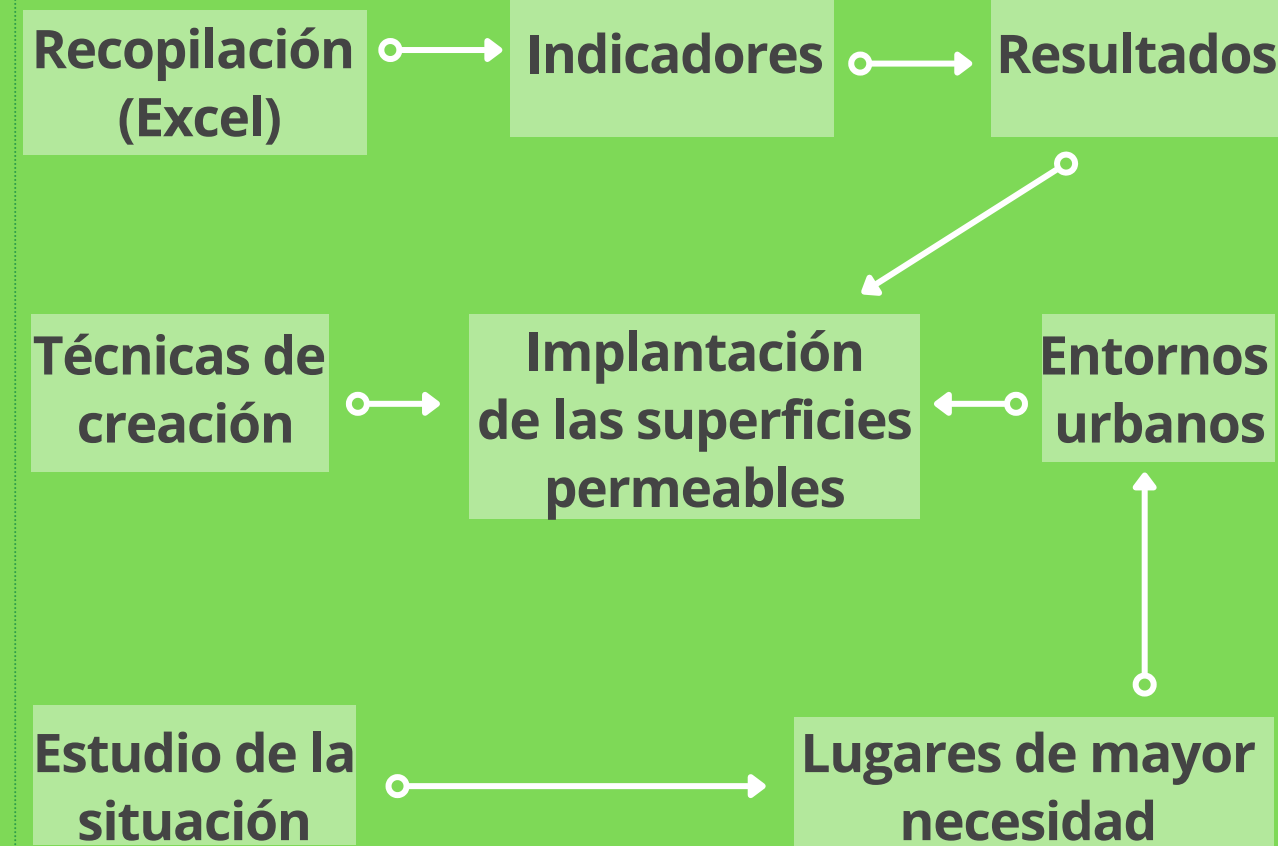 Recopilación
(Excel)
Indicadores
Resultados
Técnicas de
creación
Implantación
de las superficies
permeables
Entornos
urbanos
Estudio de la
situación
Lugares de mayor
necesidad